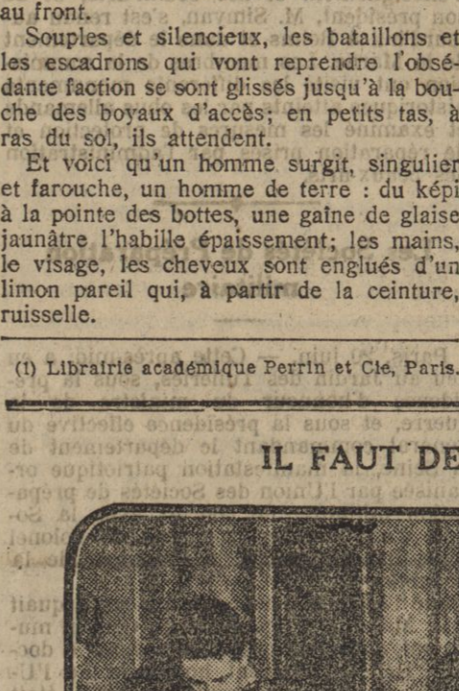 au front.
Souples et silencieux, les bataillons et
les escadrons qui vont reprendre l'obsé-
dante faction se sont glissés jusqu'à la bou-
che des boyaux d'accès; en petits tas, à
ras du sol, ils attendent.
Et voici qu'un homme surgit, singulier
et farouche, un homme de terre : du képi
à la pointe des bottes, une gaîne de glaise
jaunâtre l'habille épaissement; les mains,
le visage, les cheveux sont englués d'un
limon pareil qui, à partir de la ceinture,
ruisselle.
(1) Librairie académique Perrin et Cie, Paris.
IL FAUT DE